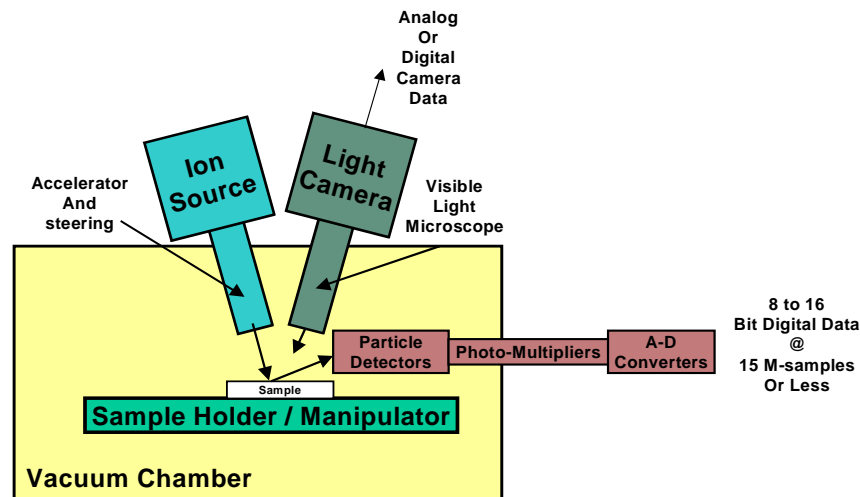 Analog
Or
Digital
Camera
Data
Ion
Source
Light
Camera
Accelerator
And
steering
Visible
Light
Microscope
Particle
Detectors
Photo-Multipliers
A-D
Converters
8 to 16
Bit Digital Data
@
15 M-samples
Or Less
Sample
Sample Holder / Manipulator
Vacuum Chamber